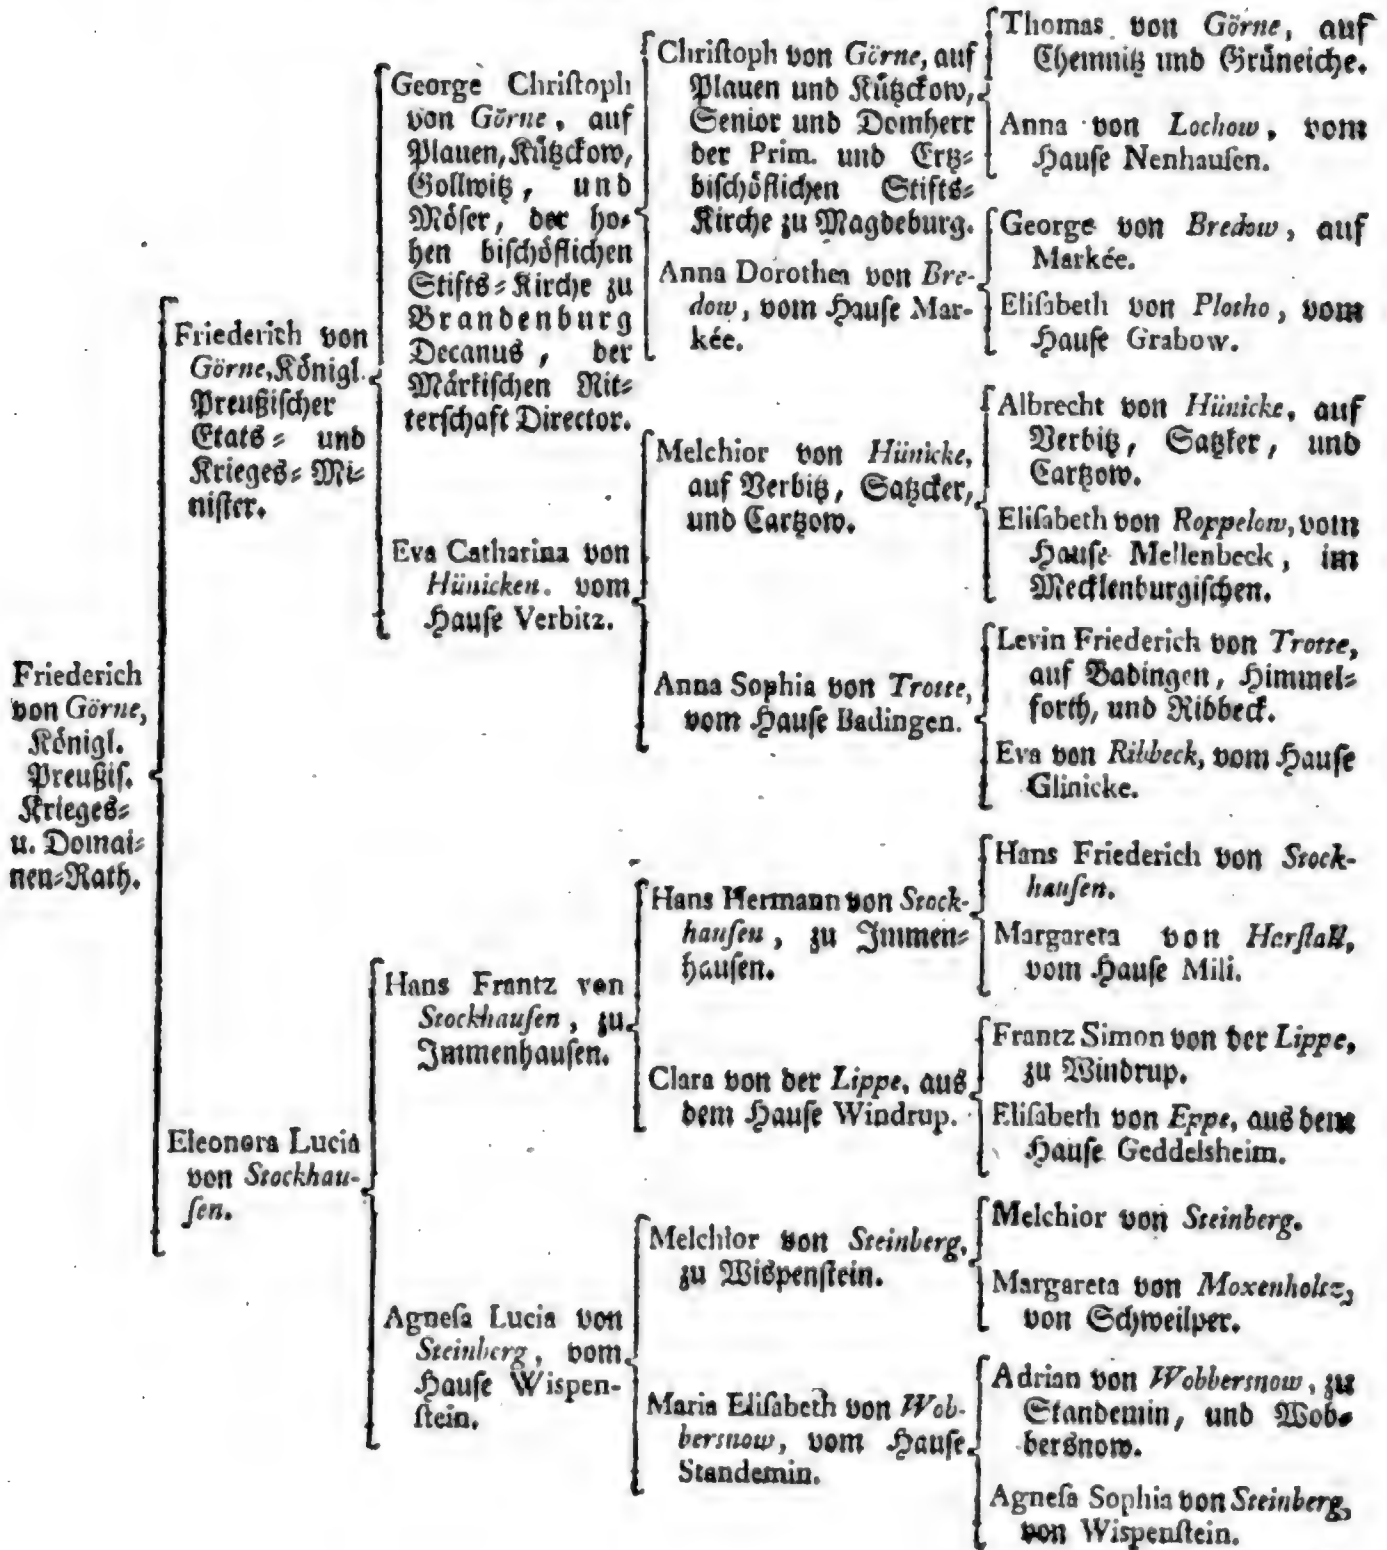 Friederich
von Görne,
Königl.
Preußis.
Krieges-
u. Domai-
nen-Rath.
Friederich von
Görne, Königl.
Preußischer
Etats- und
Krieges-Mi-
nister.
George Christoph
von Görne, auf
Plauen, Kützckow,
Gollwitz, und
Möser, der ho-
hen bischöflichen
Stifts-Kirche zu
Brandenburg
Decanus, der
Märkischen Rit-
terschaft Director.
Christoph von Görne, auf
Plauen und Kützckow,
Senior und Domherr
der Prim. und Ertz-
bischöflichen Stifts-
Kirche zu Magdeburg.
Thomas von Görne, auf
Chemnitz und Grüneiche.
Anna von Lochow, vom
Hause Nenhausen.
Anna Dorothea von Bre-
dow, vom Hause Mar-
kée.
George von Bredow, auf
Markée.
Elisabeth von Plotho, vom
Hause Grabow.
Eva Catharina von
Hünicken. vom
Hause Verbitz.
Melchior von Hünicke,
auf Verbitz, Satzcker,
und Cartzow.
Albrecht von Hünicke, auf
Verbitz, Satzker, und
Cartzow.
Elisabeth von Roppelow, vom
Hause Mellenbeck, im
Mecklenburgischen.
Anna Sophia von Trotte,
vom Hause Badingen.
Levin Friederich von Trotte,
auf Badingen, Himmel-
forth, und Ribbeck.
Eva von Ribbeck, vom Hause
Glinicke.
Eleonora Lucia
von Stockhau-
sen.
Hans Frantz von
Stockhausen, zu
Immenhausen.
Hans Hermann von Stock-
hausen, zu Immen-
hausen.
Hans Friederich von Stock-
hausen.
Margareta von Herstall,
vom Hause Mili.
Clara von der Lippe, aus
dem Hause Windrup.
Frantz Simon von der Lippe,
zu Windrup.
Elisabeth von Eppe, aus dem
Hause Geddelsheim.
Agnesa Lucia von
Steinberg, vom
Hause Wispen-
stein.
Melchior von Steinberg,
zu Wispenstein.
Melchior von Steinberg.
Margareta von Moxenholtz,
von Schweilper.
Maria Elisabeth von Wob-
bersnow, vom Hause
Standemin.
Adrian von Wobbersnow, zu
Standemin, und Wob-
bersnow.
Agnesa Sophia von Steinberg,
von Wispenstein.